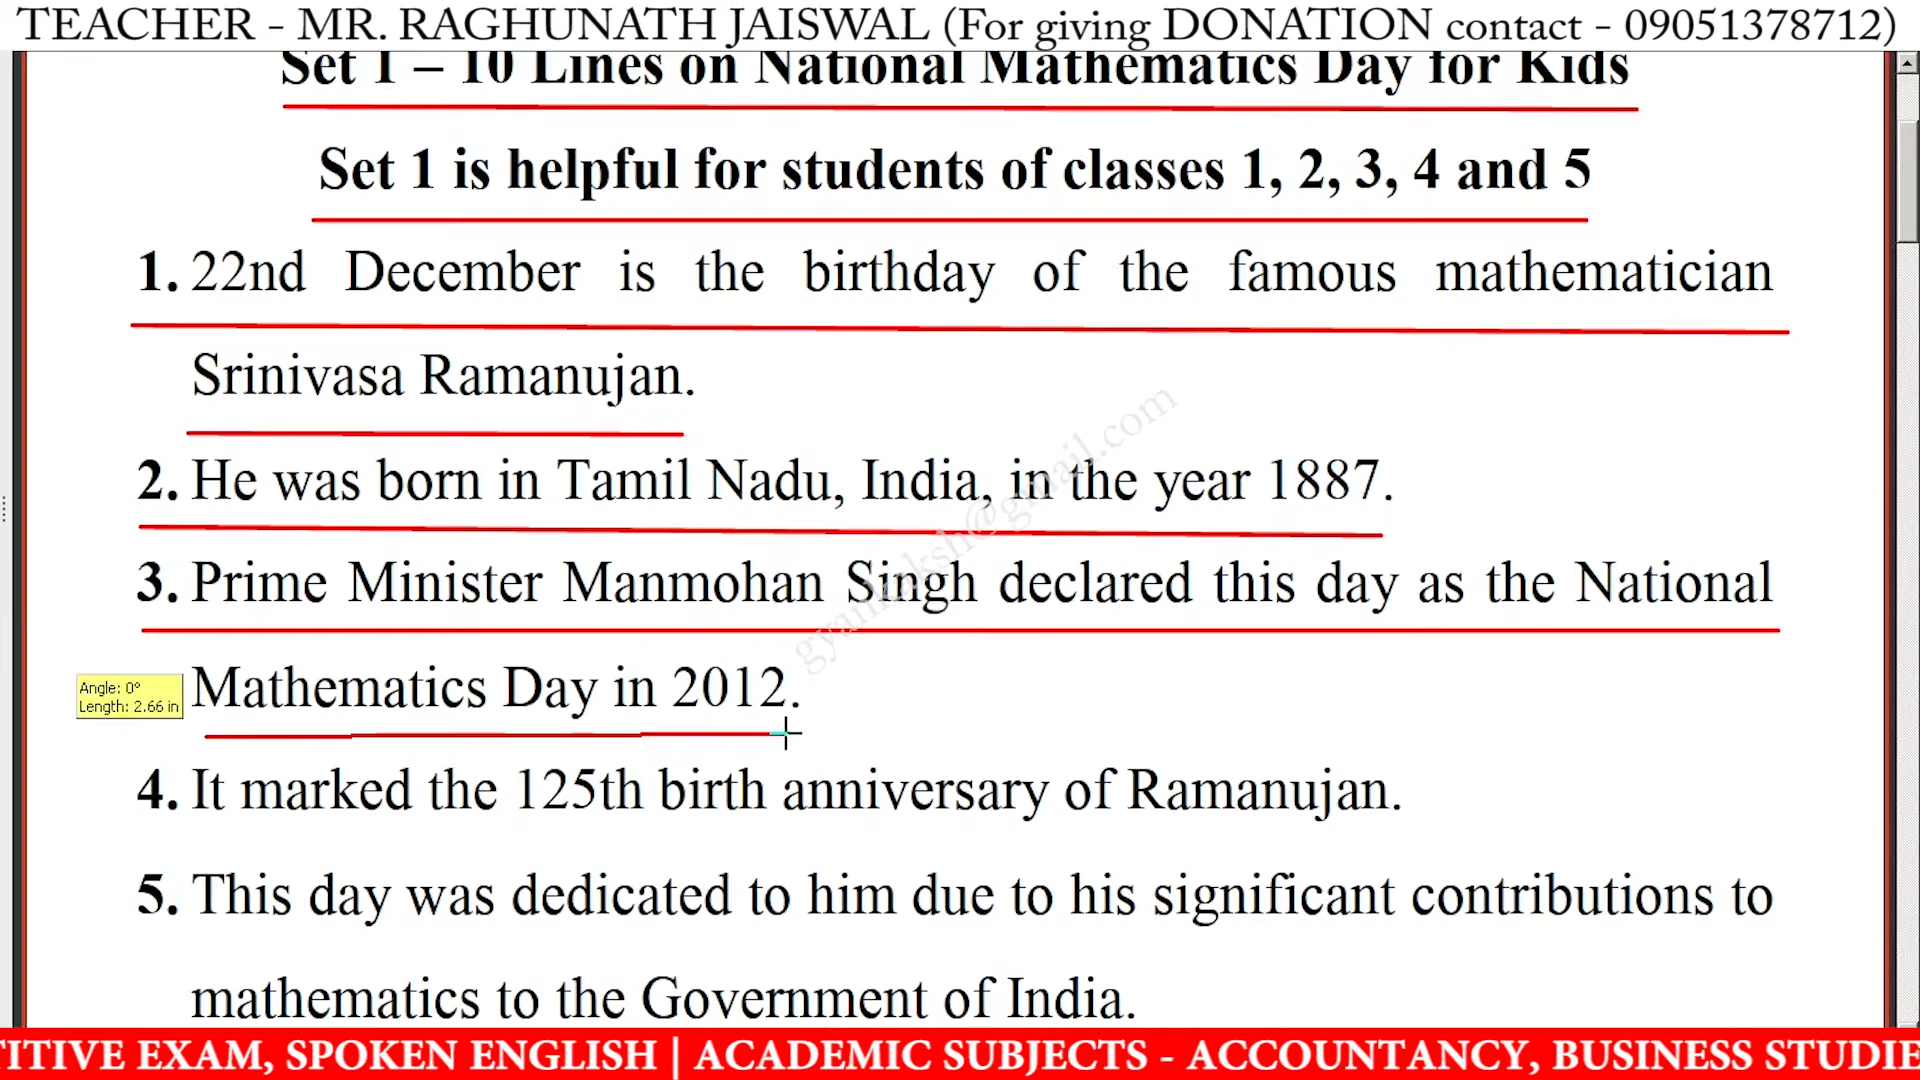 TEACHER - MR. RAGHUNATH JAISWAL (For giving DONATION contact - 09051378712)
Set 1 – 10 Lines on National Mathematics Day for Kids
Set 1 is helpful for students of classes 1, 2, 3, 4 and 5
1. 22nd December is the birthday of the famous mathematician
Srinivasa Ramanujan.
2. He was born in Tamil Nadu, India, in the year 1887.
3. Prime Minister Manmohan Singh declared this day as the National
Mathematics Day in 2012.
Angle: 0°
Length: 2.66 in
4. It marked the 125th birth anniversary of Ramanujan.
5. This day was dedicated to him due to his significant contributions to
mathematics to the Government of India.
TITIVE EXAM, SPOKEN ENGLISH | ACADEMIC SUBJECTS - ACCOUNTANCY, BUSINESS STUDIE